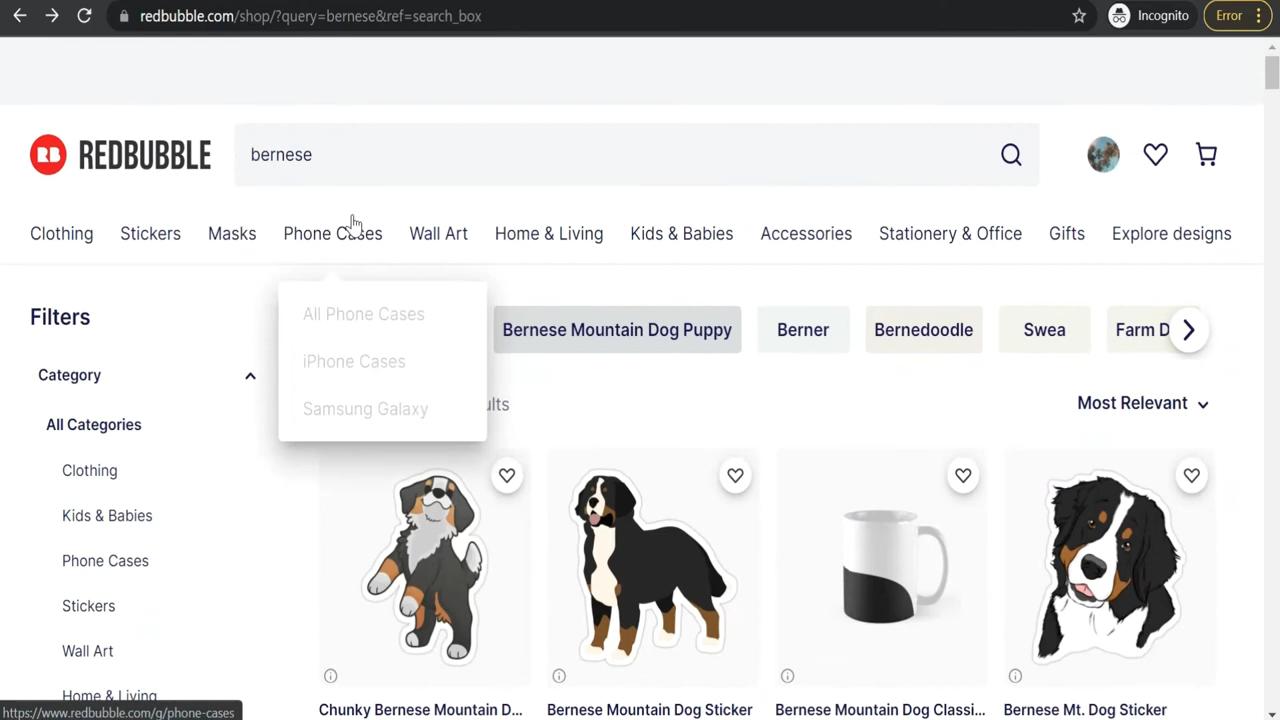 redbubble.com/shop/?query=bernese&ref=search_box
Incognito
Error
RB REDBUBBLE
bernese
Clothing Stickers Masks Phone Cases Wall Art Home & Living Kids & Babies Accessories Stationery & Office Gifts Explore designs
All Phone Cases
iPhone Cases
Samsung Galaxy
Filters
Bernese Mountain Dog Puppy Berner Bernedoodle Swea Farm D
Category
ults
Most Relevant
All Categories
Clothing
Kids & Babies
Phone Cases
Stickers
Wall Art
Home & Living
Chunky Bernese Mountain D... Bernese Mountain Dog Sticker Bernese Mountain Dog Classi... Bernese Mt. Dog Sticker
https://www.redbubble.com/g/phone-cases